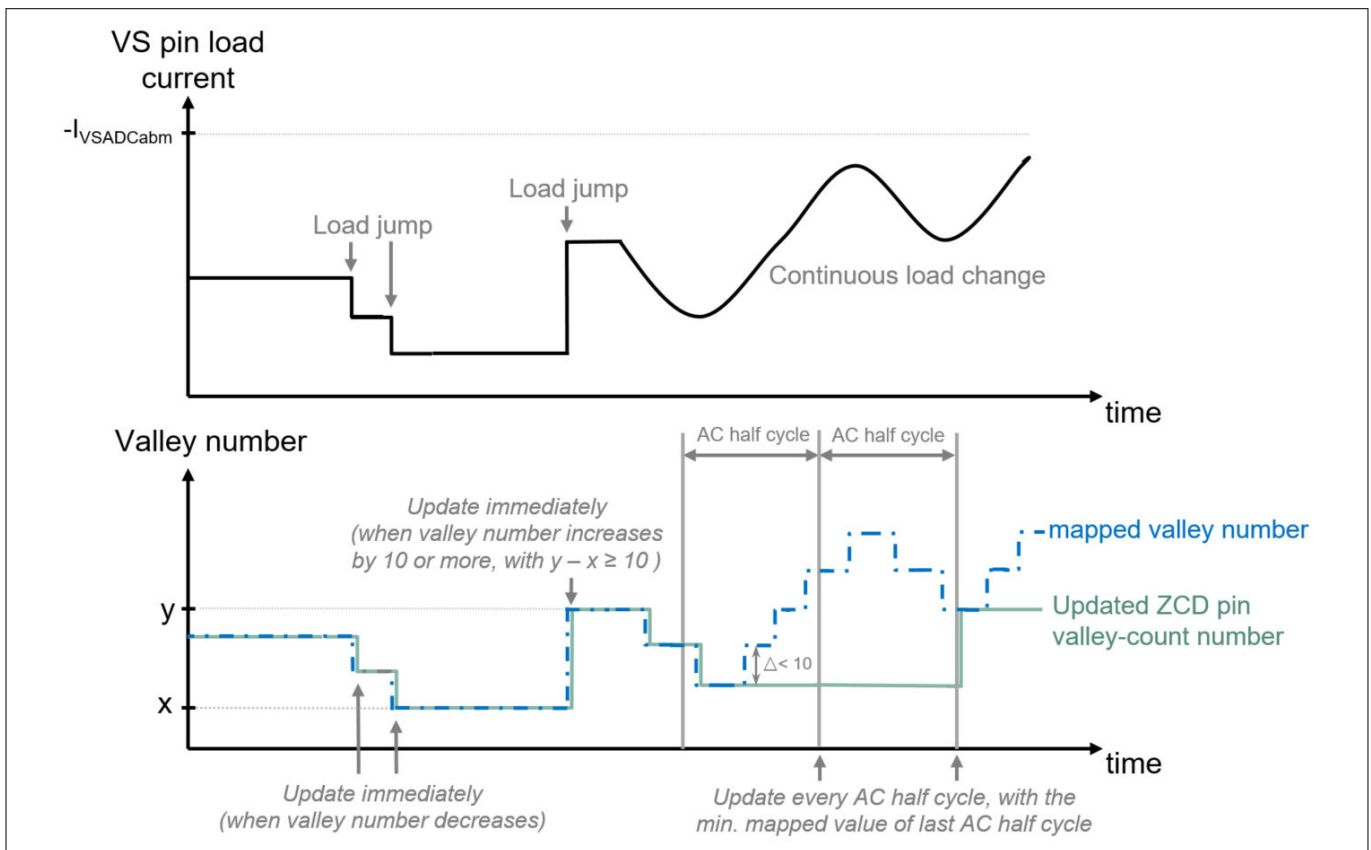 VS pin load
current
-I_VSADCabm
Load jump
Load jump
Continuous load change
time
Valley number
AC half cycle
AC half cycle
Update immediately
(when valley number increases
by 10 or more, with y – x ≥ 10 )
mapped valley number
y
Updated ZCD pin
valley-count number
△< 10
x
time
Update immediately
(when valley number decreases)
Update every AC half cycle, with the
min. mapped value of last AC half cycle